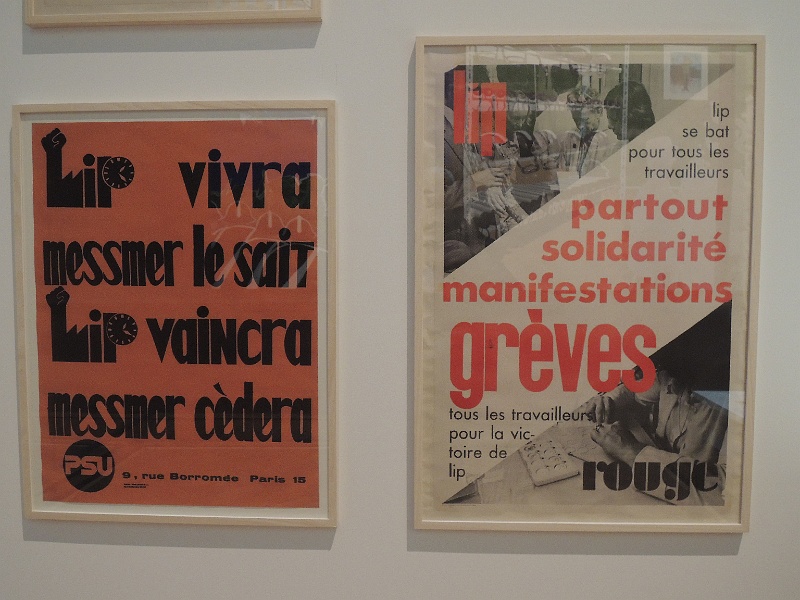 Lip vivra
messmer le sait
Lip vaincra
messmer cèdera
PSU
9, rue Borromée Paris 15
lip
lip
se bat
pour tous les
travailleurs
partout
solidarité
manifestations
grèves
tous les travailleurs
pour la vic-
toire de
lip
rouge